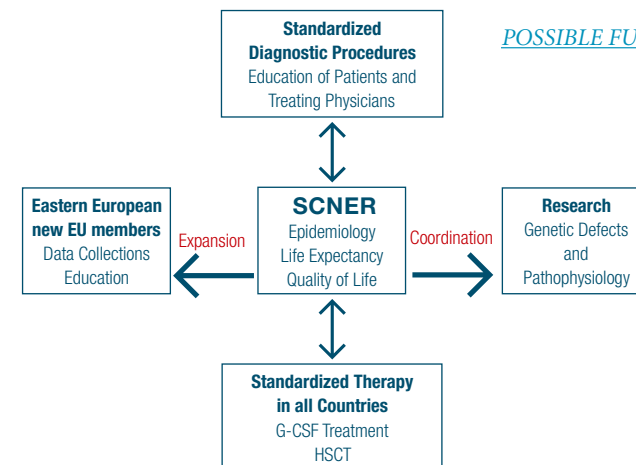 Standardized
Diagnostic Procedures
Education of Patients and
Treating Physicians
POSSIBLE FU
Eastern European
new EU members
Data Collections
Education
Expansion
SCNER
Epidemiology
Life Expectancy
Quality of Life
Coordination
Research
Genetic Defects
and
Pathophysiology
Standardized Therapy
in all Countries
G-CSF Treatment
HSCT